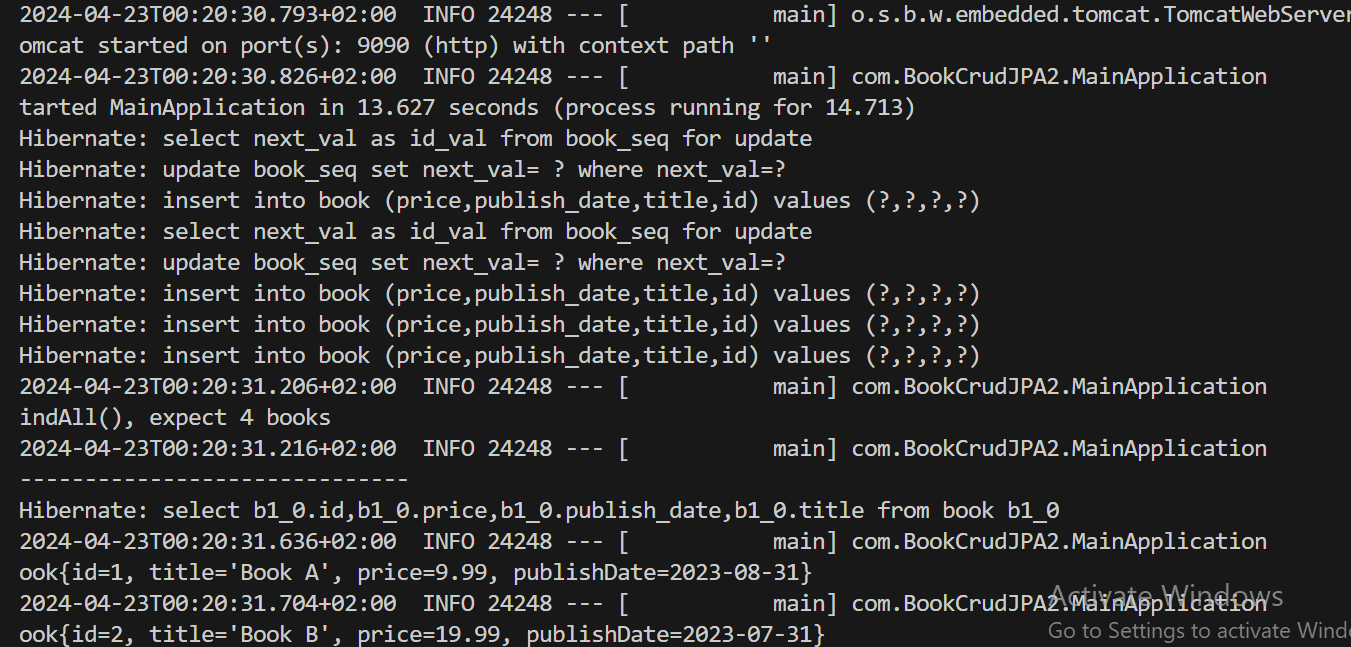 2024-04-23T00:20:30.793+02:00  INFO 24248 --- [           main] o.s.b.w.embedded.tomcat.TomcatWebServer
omcat started on port(s): 9090 (http) with context path ''
2024-04-23T00:20:30.826+02:00  INFO 24248 --- [           main] com.BookCrudJPA2.MainApplication
tarted MainApplication in 13.627 seconds (process running for 14.713)
Hibernate: select next_val as id_val from book_seq for update
Hibernate: update book_seq set next_val= ? where next_val=?
Hibernate: insert into book (price,publish_date,title,id) values (?,?,?,?)
Hibernate: select next_val as id_val from book_seq for update
Hibernate: update book_seq set next_val= ? where next_val=?
Hibernate: insert into book (price,publish_date,title,id) values (?,?,?,?)
Hibernate: insert into book (price,publish_date,title,id) values (?,?,?,?)
Hibernate: insert into book (price,publish_date,title,id) values (?,?,?,?)
2024-04-23T00:20:31.206+02:00  INFO 24248 --- [           main] com.BookCrudJPA2.MainApplication
indAll(), expect 4 books
2024-04-23T00:20:31.216+02:00  INFO 24248 --- [           main] com.BookCrudJPA2.MainApplication
------------------------------
Hibernate: select b1_0.id,b1_0.price,b1_0.publish_date,b1_0.title from book b1_0
2024-04-23T00:20:31.636+02:00  INFO 24248 --- [           main] com.BookCrudJPA2.MainApplication
ook{id=1, title='Book A', price=9.99, publishDate=2023-08-31}
2024-04-23T00:20:31.704+02:00  INFO 24248 --- [           main] com.BookCrudJPA2.MainApplication
ook{id=2, title='Book B', price=19.99, publishDate=2023-07-31}
Activate Windows
Go to Settings to activate Wind